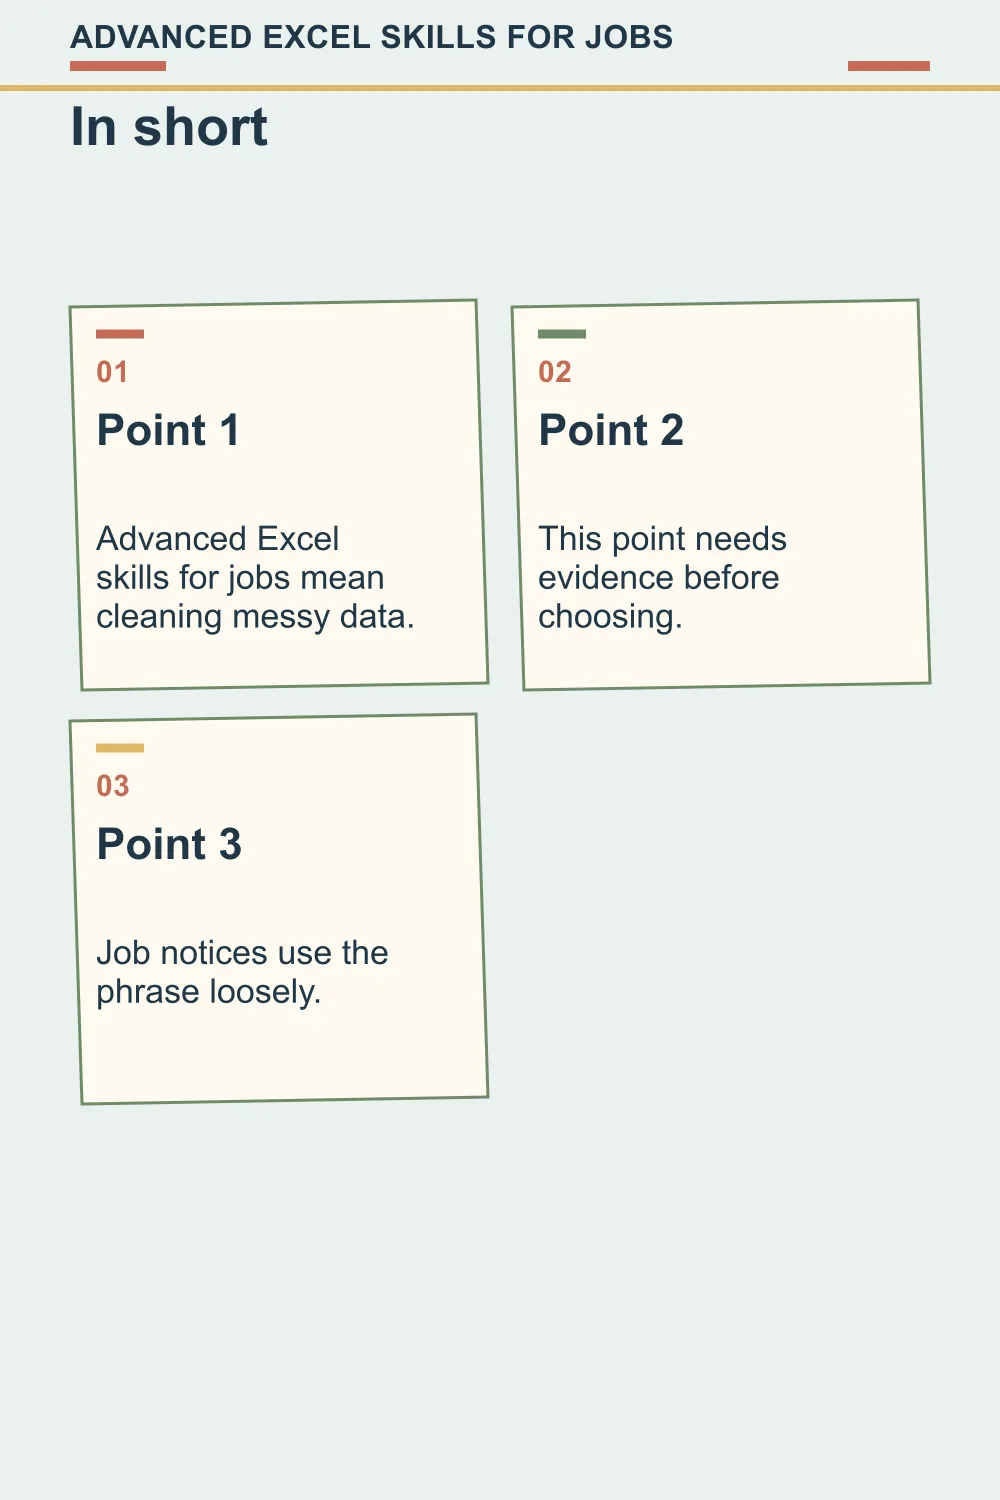 ADVANCED EXCEL SKILLS FOR JOBS
In short
01
Point 1
Advanced Excel
skills for jobs mean
cleaning messy data.
02
Point 2
This point needs
evidence before
choosing.
03
Point 3
Job notices use the
phrase loosely.